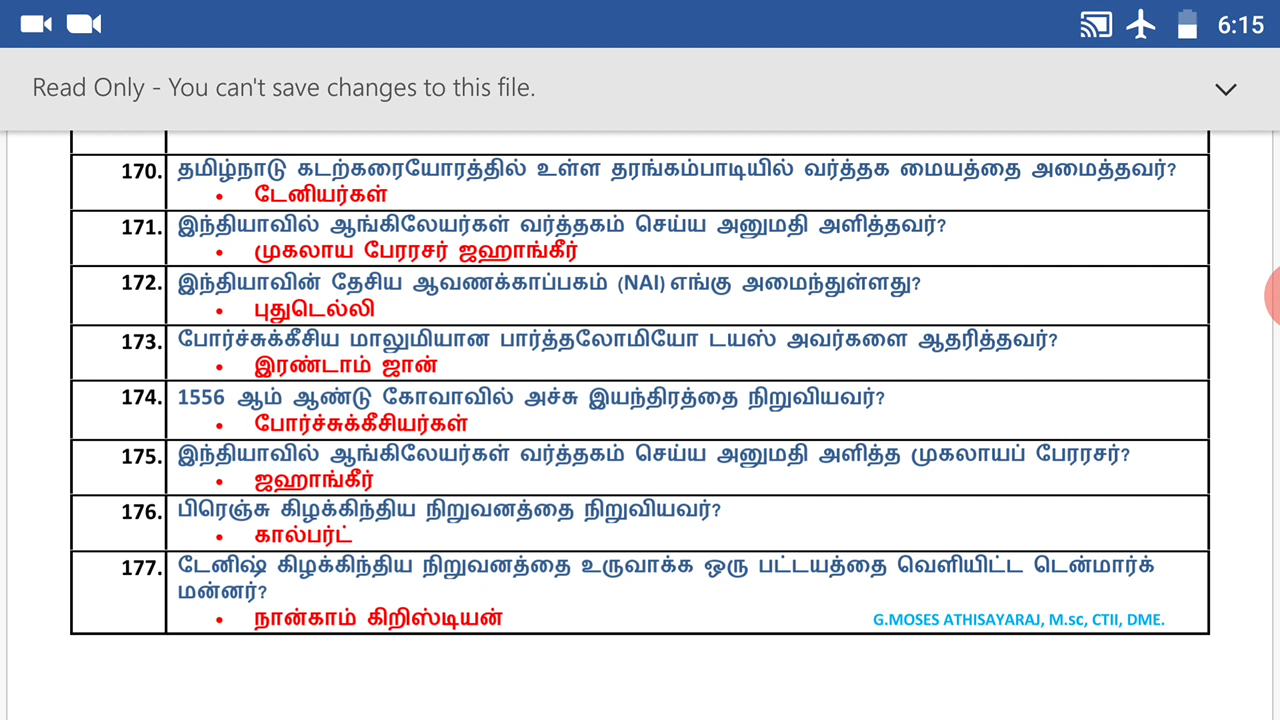 6:15
Read Only - You can't save changes to this file.
170. தமிழ்நாடு கடற்கரையோரத்தில் உள்ள தரங்கம்பாடியில் வர்த்தக மையத்தை அமைத்தவர்?
• டேனியர்கள்
171. இந்தியாவில் ஆங்கிலேயர்கள் வர்த்தகம் செய்ய அனுமதி அளித்தவர்?
• முகலாய பேரரசர் ஜஹாங்கீர்
172. இந்தியாவின் தேசிய ஆவணக்காப்பகம் (NAI) எங்கு அமைந்துள்ளது?
• புதுடெல்லி
173. போர்ச்சுக்கீசிய மாலுமியான பார்த்தலோமியோ டயஸ் அவர்களை ஆதரித்தவர்?
• இரண்டாம் ஜான்
174. 1556 ஆம் ஆண்டு கோவாவில் அச்சு இயந்திரத்தை நிறுவியவர்?
• போர்ச்சுக்கீசியர்கள்
175. இந்தியாவில் ஆங்கிலேயர்கள் வர்த்தகம் செய்ய அனுமதி அளித்த முகலாயப் பேரரசர்?
• ஜஹாங்கீர்
176. பிரெஞ்சு கிழக்கிந்திய நிறுவனத்தை நிறுவியவர்?
• கால்பர்ட்
177. டேனிஷ் கிழக்கிந்திய நிறுவனத்தை உருவாக்க ஒரு பட்டயத்தை வெளியிட்ட டென்மார்க்
மன்னர்?
• நான்காம் கிறிஸ்டியன்
G.MOSES ATHISAYARAJ, M.sc, CTII, DME.